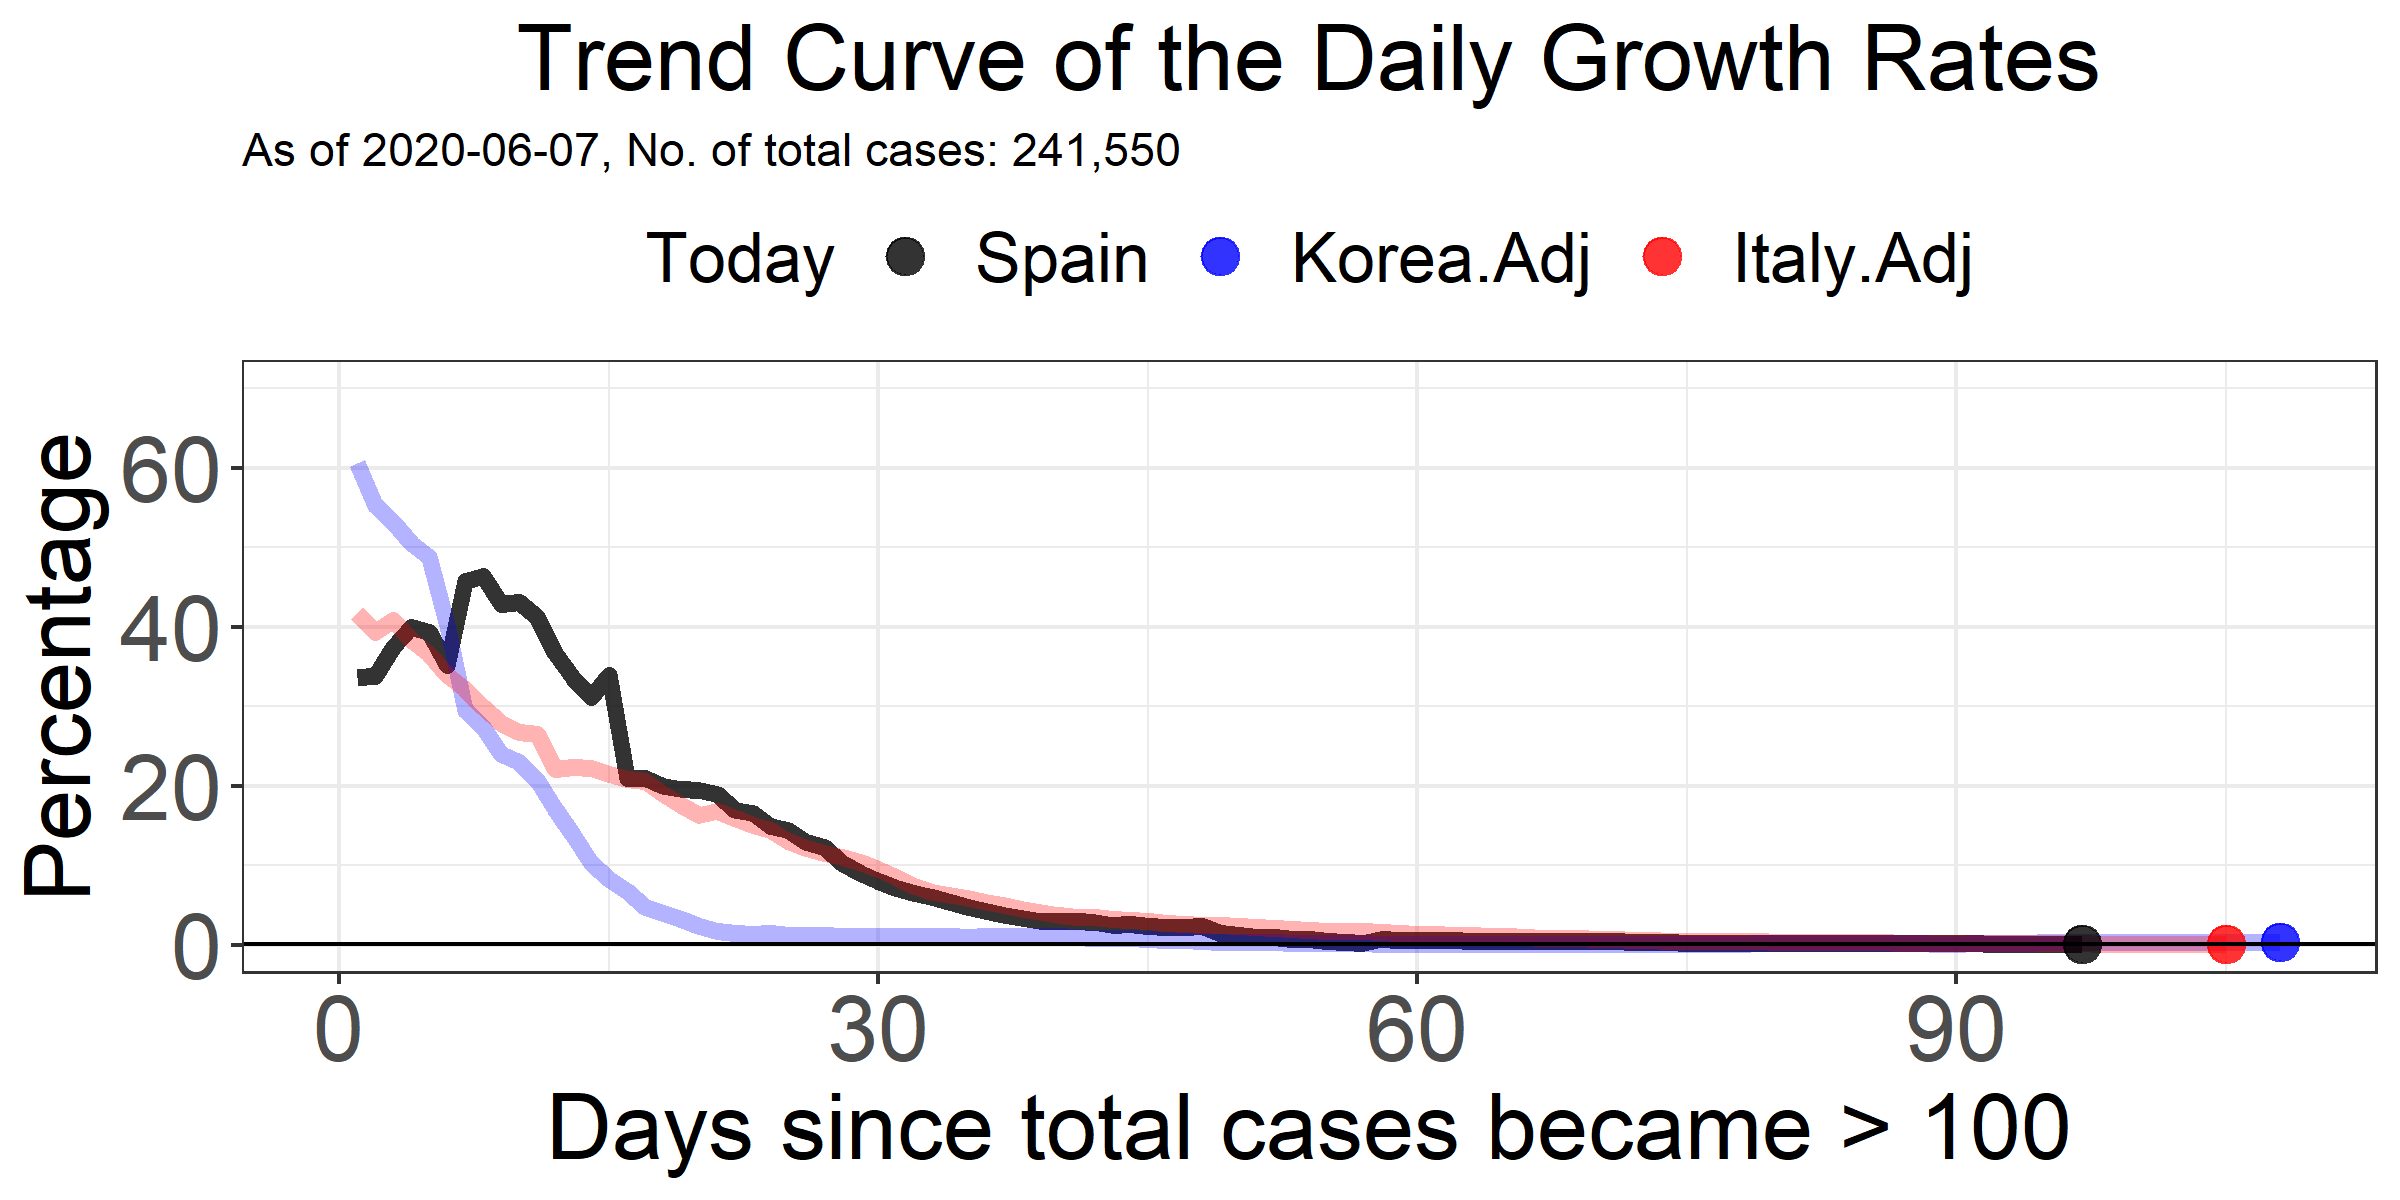 Trend Curve of the Daily Growth Rates
As of 2020-06-07, No. of total cases: 241,550
Today Spain Korea.Adj Italy.Adj
Percentage
60
40
20
0
0 30 60 90
Days since total cases became > 100